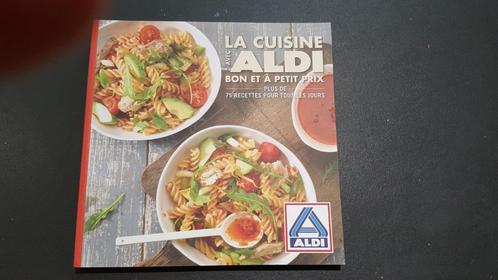 LA CUISINE
AVEC ALDI
BON ET À PETIT PRIX
PLUS DE
75 RECETTES POUR TOUS LES JOURS
ALDI